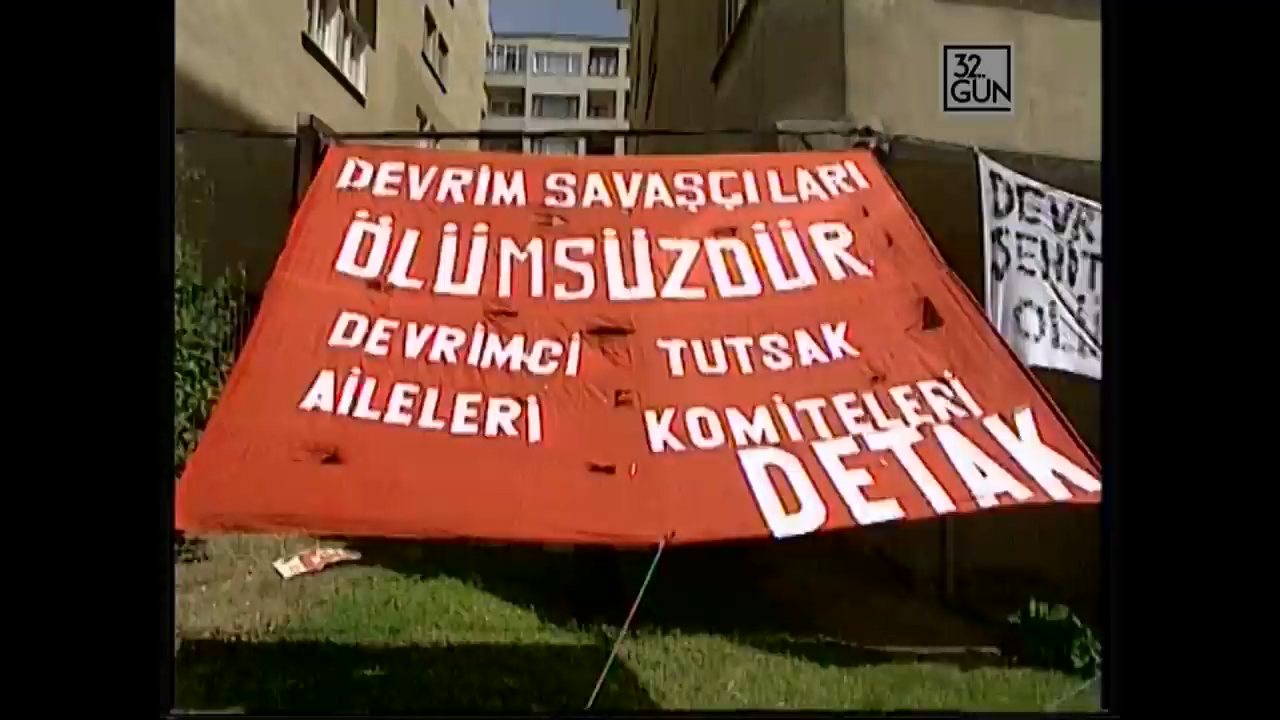 32.
GÜN
DEVRİM SAVAŞÇILARI
ÖLÜMSÜZDÜR
DEVRİMCİ TUTSAK
AİLELERİ KOMİTELERİ
DETAK